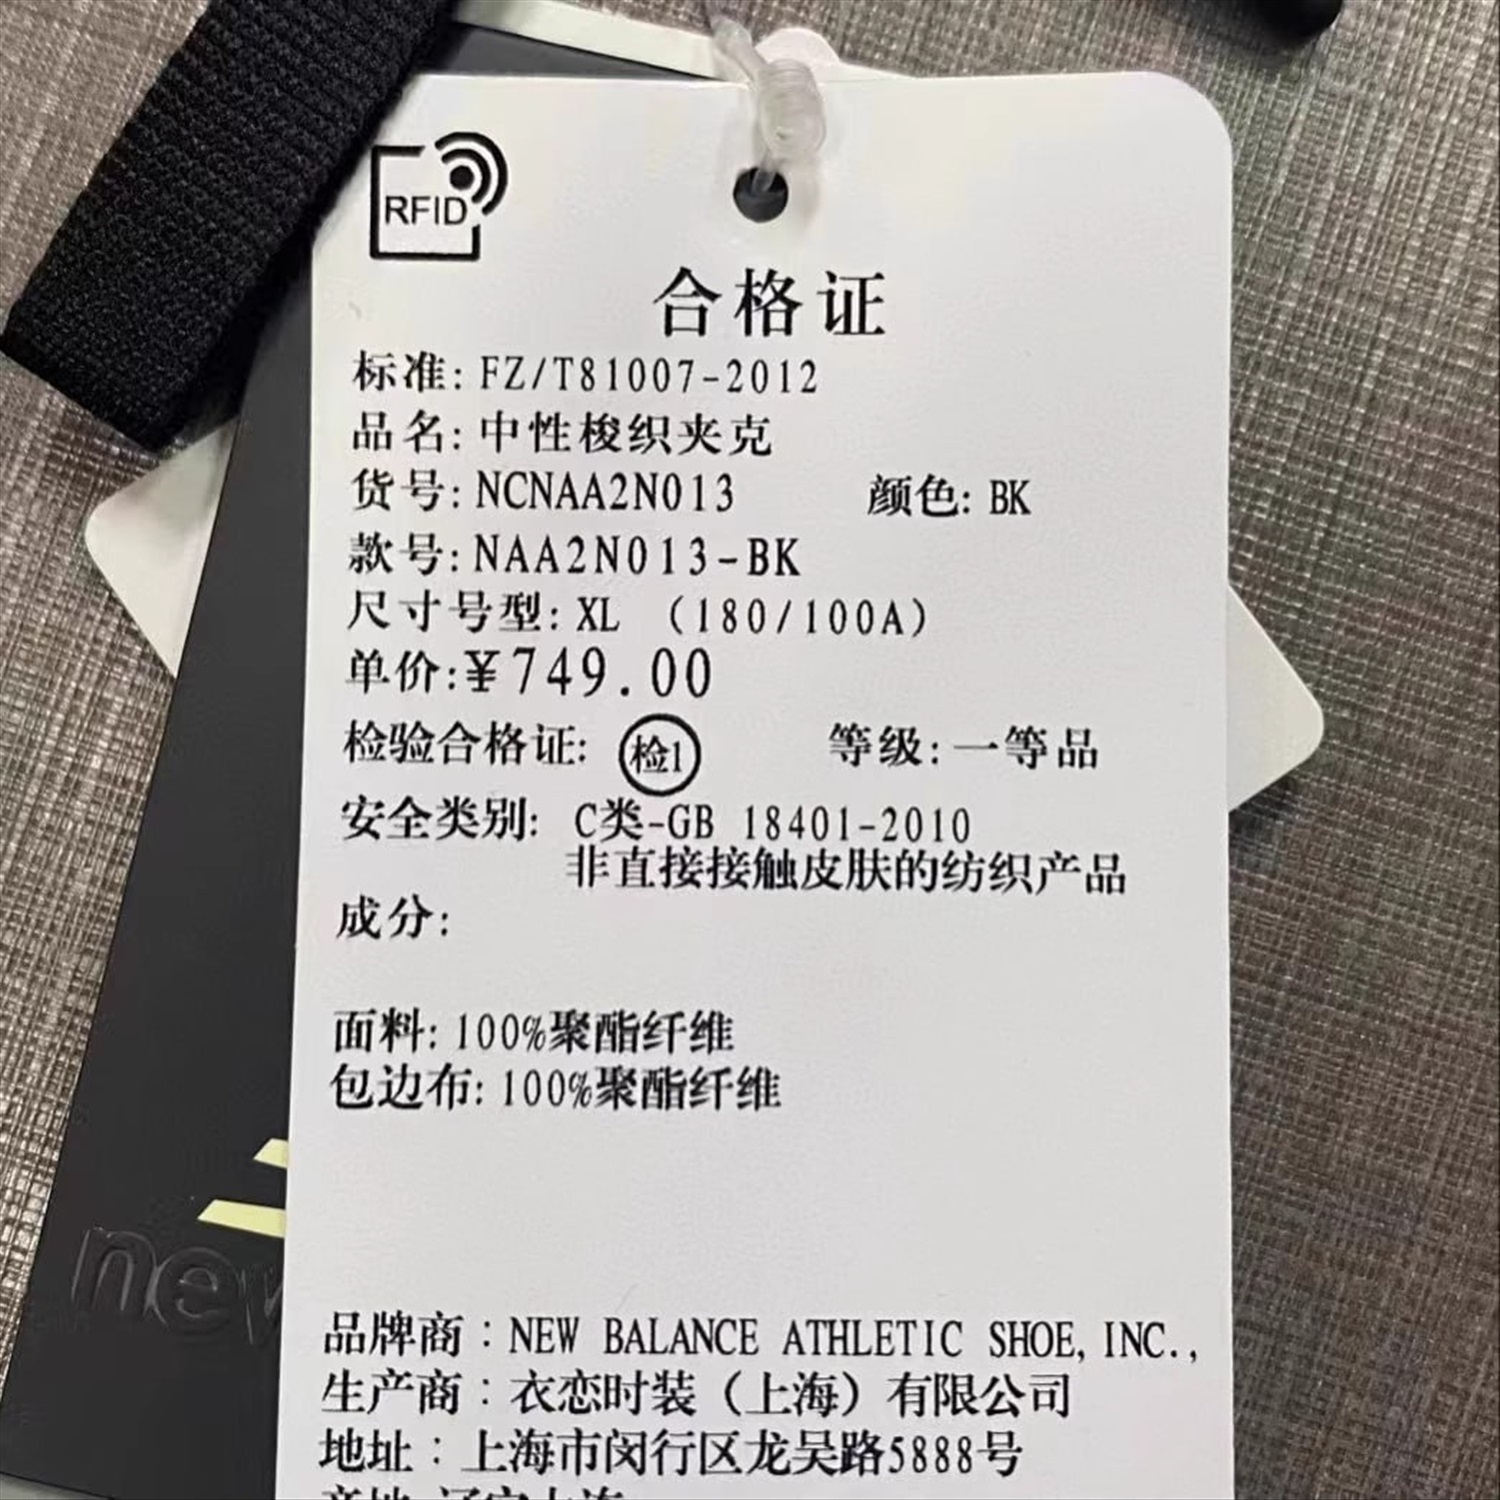 RFID
合格证
标准: FZ/T81007-2012
品名: 中性梭织夹克
货号: NCNAA2N013 颜色: BK
款号: NAA2N013-BK
尺寸号型: XL （180/100A）
单价:¥749.00
检验合格证: 检1 等级: 一等品
安全类别: C类-GB 18401-2010
非直接接触皮肤的纺织产品
成分:
面料: 100%聚酯纤维
包边布: 100%聚酯纤维
new
品牌商：NEW BALANCE ATHLETIC SHOE, INC.,
生产商：衣恋时装（上海）有限公司
地址：上海市闵行区龙吴路5888号